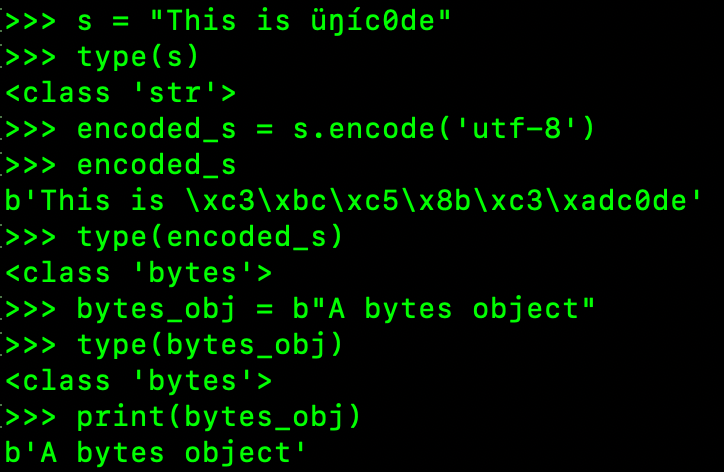 >>> s = "This is üŋíc0de"
>>> type(s)
<class 'str'>
>>> encoded_s = s.encode('utf-8')
>>> encoded_s
b'This is \xc3\xbc\xc5\x8b\xc3\xadc0de'
>>> type(encoded_s)
<class 'bytes'>
>>> bytes_obj = b"A bytes object"
>>> type(bytes_obj)
<class 'bytes'>
>>> print(bytes_obj)
b'A bytes object'